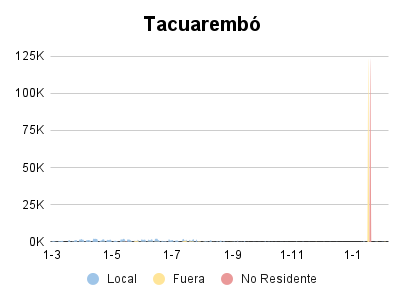 Tacuarembó
125K
100K
75K
50K
25K
0K
1-3 1-5 1-7 1-9 1-11 1-1
Local Fuera No Residente